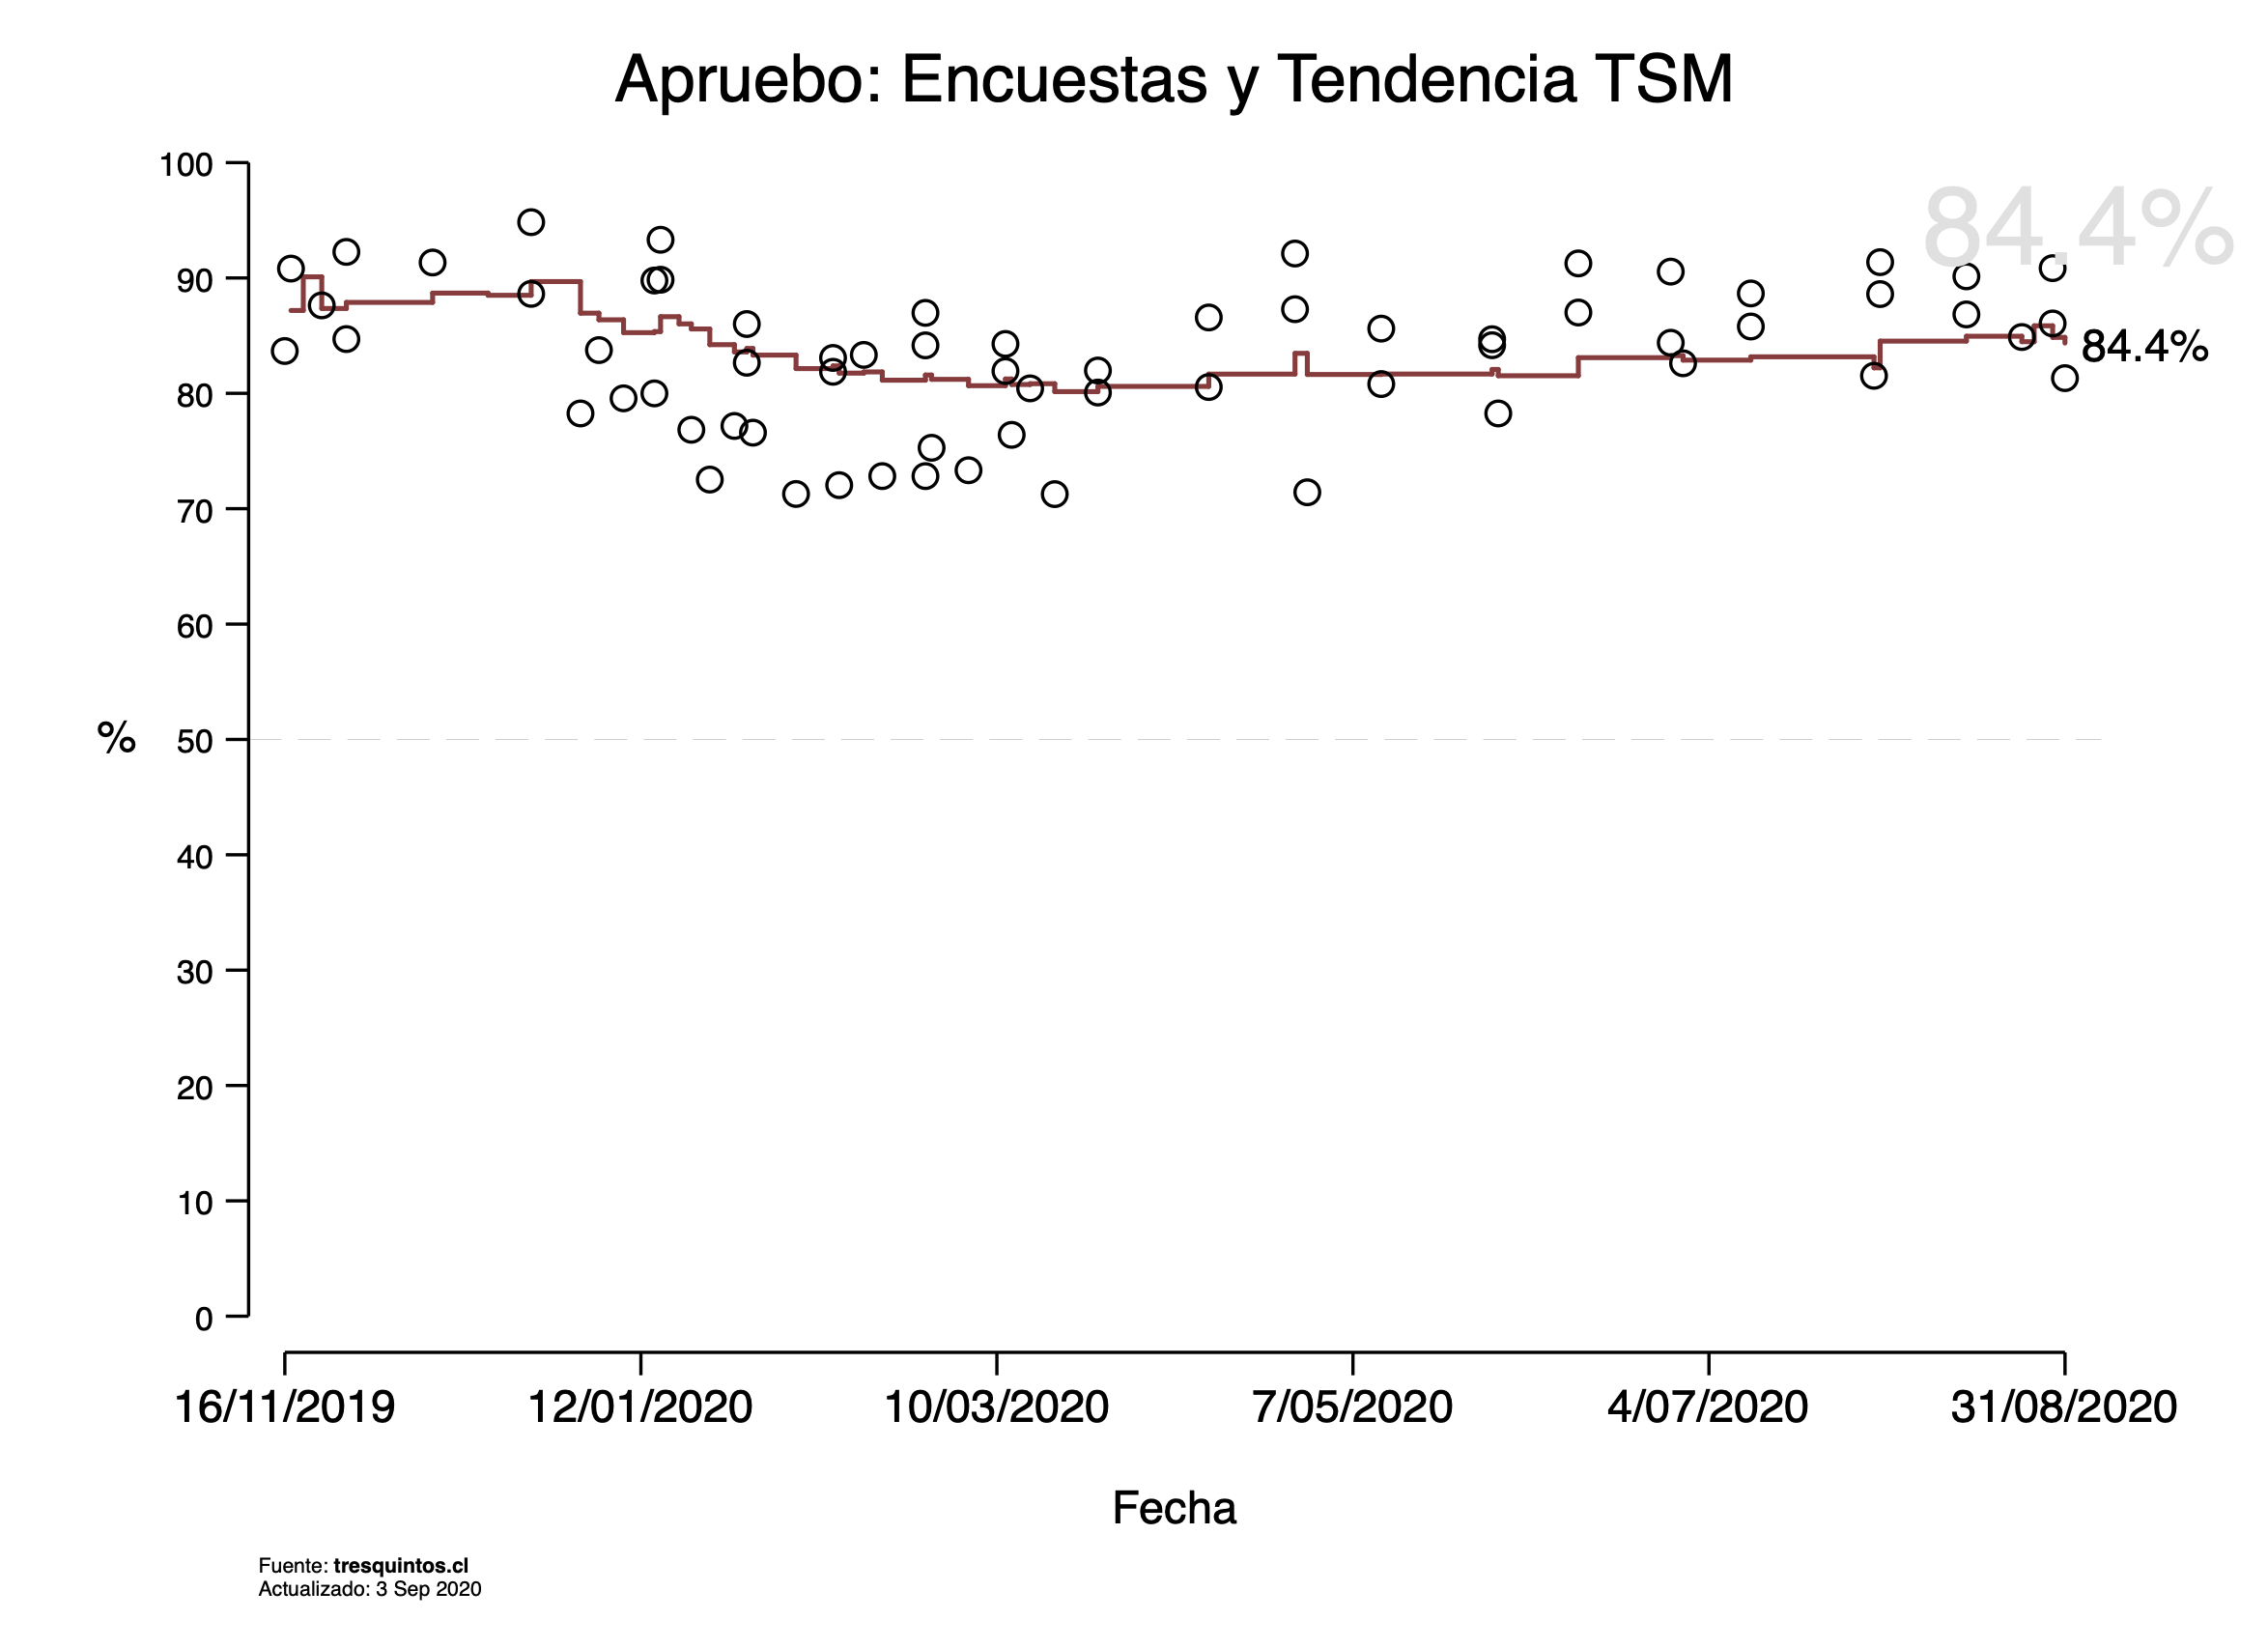 Apruebo: Encuestas y Tendencia TSM
100
84.4%
90
84.4%
80
70
60
% 50
40
30
20
10
0
16/11/2019 12/01/2020 10/03/2020 7/05/2020 4/07/2020 31/08/2020
Fecha
Fuente: tresquintos.cl
Actualizado: 3 Sep 2020